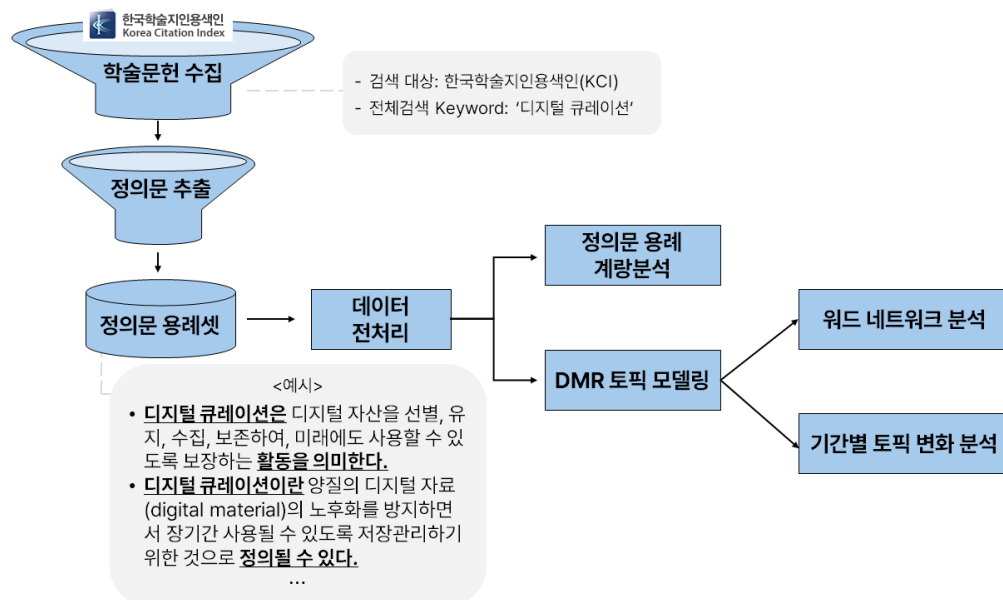 한국학술지인용색인
Korea Citation Index
학술문헌 수집
- 검색 대상: 한국학술지인용색인(KCI)
- 전체검색 Keyword: ‘디지털 큐레이션’
정의문 추출
정의문 용례셋
데이터
전처리
정의문 용례
계량분석
DMR 토픽 모델링
워드 네트워크 분석
기간별 토픽 변화 분석
<예시>
• 디지털 큐레이션은 디지털 자산을 선별, 유
지, 수집, 보존하여, 미래에도 사용할 수 있
도록 보장하는 활동을 의미한다.
• 디지털 큐레이션이란 양질의 디지털 자료
(digital material)의 노후화를 방지하면
서 장기간 사용될 수 있도록 저장관리하기
위한 것으로 정의될 수 있다.
...